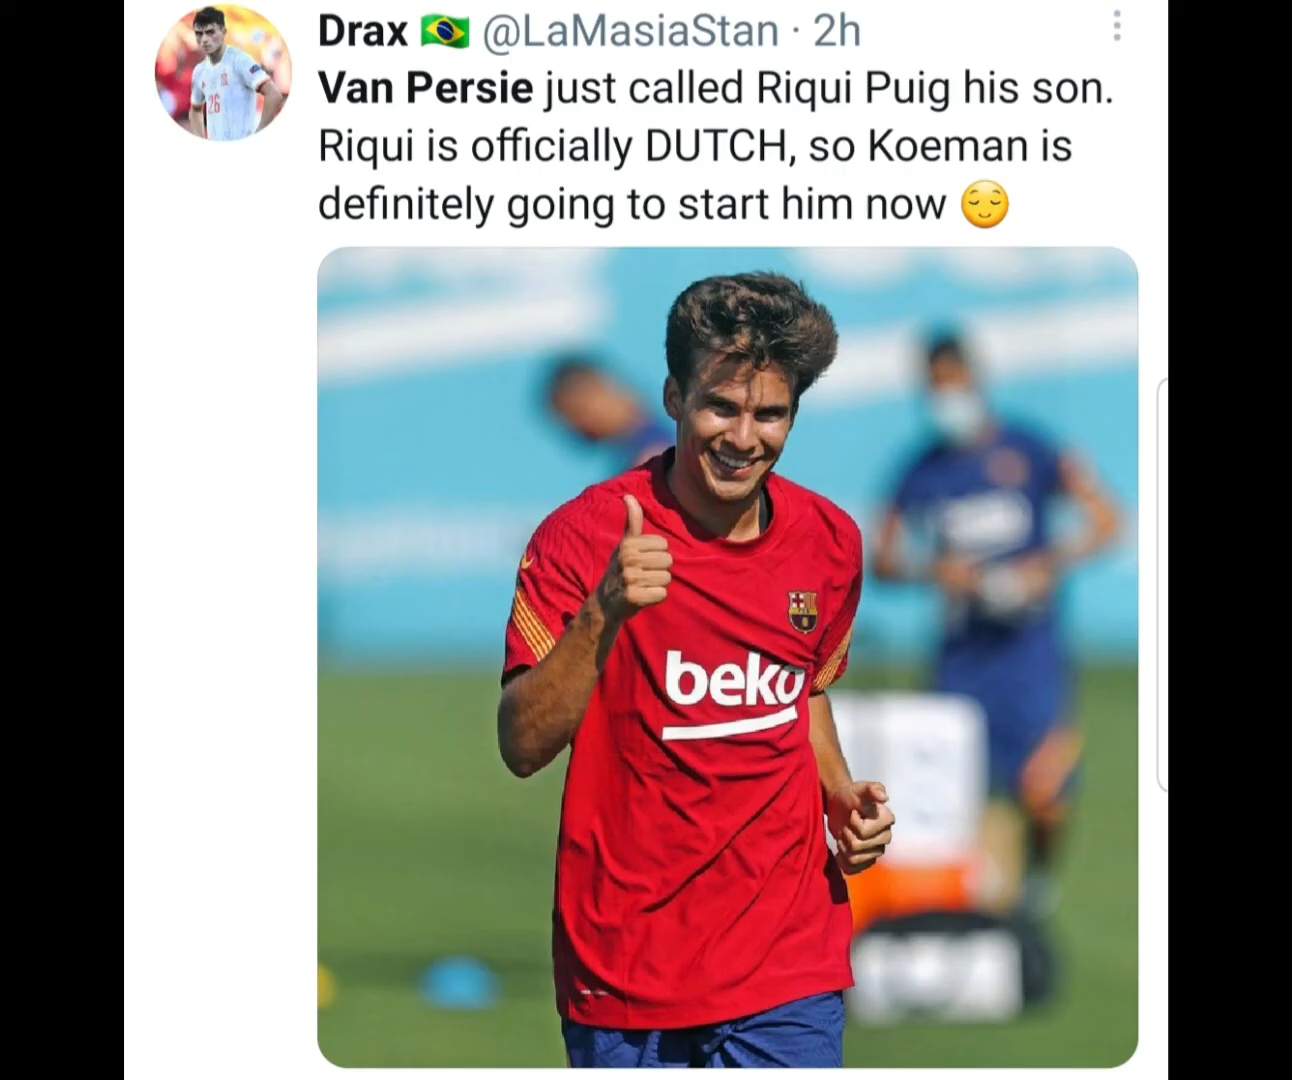 Drax 🇧🇷 @LaMasiaStan · 2h
Van Persie just called Riqui Puig his son.
Riqui is officially DUTCH, so Koeman is
definitely going to start him now 😌
26
beko